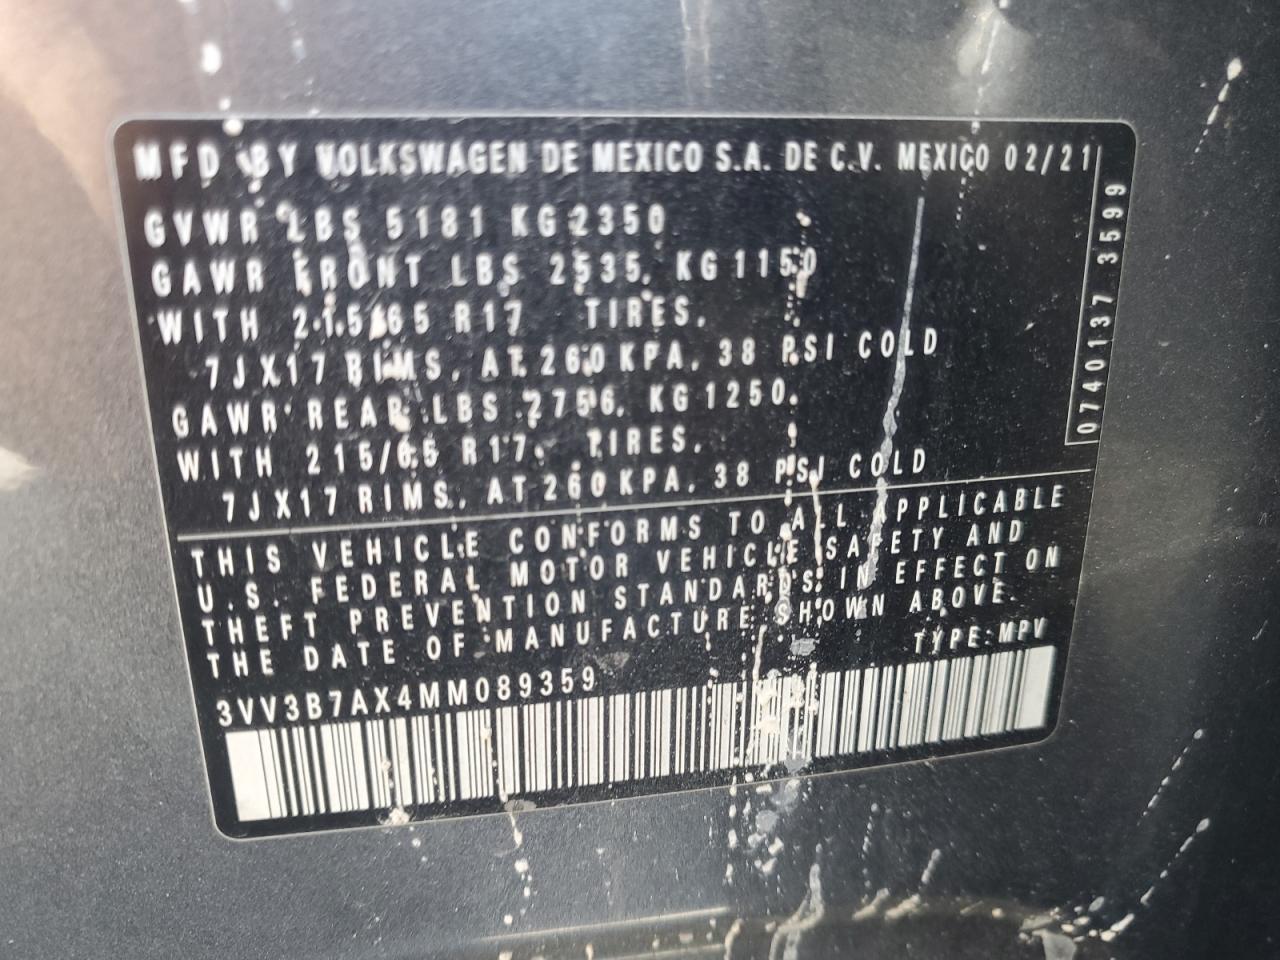 MFD BY VOLKSWAGEN DE MEXICO S.A. DE C.V. MEXICO 02/21
GVWR LBS 5181 KG 2350
GAWR FRONT LBS 2535, KG 1150
WITH 215/65 R17 TIRES,
7JX17 RIMS, AT 260 KPA, 38 PSI COLD
GAWR REAR LBS 2756, KG 1250.
WITH 215/65 R17. TIRES,
7JX17 RIMS, AT 260 KPA, 38 PSI COLD
THIS VEHICLE CONFORMS TO ALL APPLICABLE
U.S. FEDERAL MOTOR VEHICLE SAFETY AND
THEFT PREVENTION STANDARDS IN EFFECT ON
THE DATE OF MANUFACTURE SHOWN ABOVE.
TYPE: MPV
3VV3B7AX4MM089359
0740137 3599